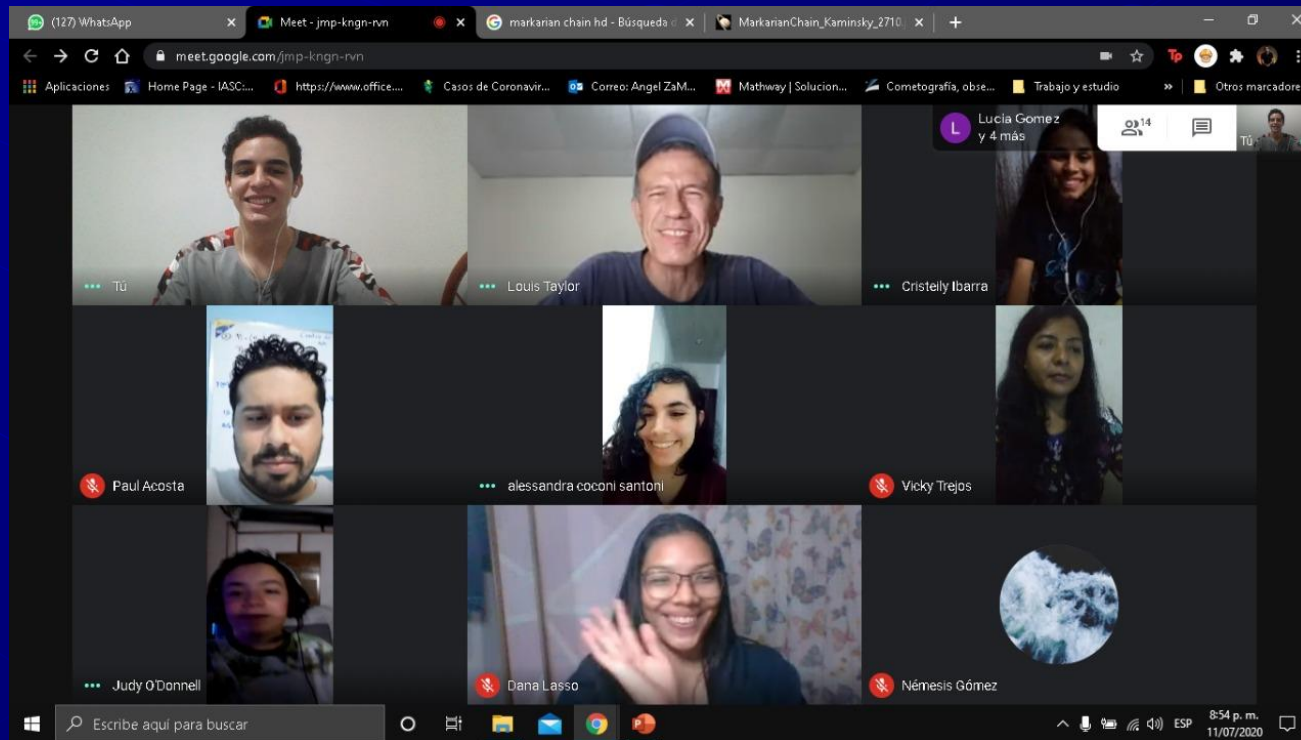 (127) WhatsApp
Meet - jmp-kngn-rvn
markarian chain hd - Búsqueda d
MarkarianChain_Kaminsky_2710.
meet.google.com/jmp-kngn-rvn
Tp
Aplicaciones
Home Page - IASC:...
https://www.office....
Casos de Coronavir...
Correo: Angel ZaM...
Mathway | Solucion...
Cometografía, obse...
Trabajo y estudio
»
Otros marcadores
L
Lucia Gomez
y 4 más
14
Tú
Tú
Louis Taylor
Cristeily Ibarra
Paul Acosta
alessandra coconi santoni
Vicky Trejos
Judy O'Donnell
Dana Lasso
Némesis Gómez
Escribe aquí para buscar
ESP
8:54 p. m.
11/07/2020